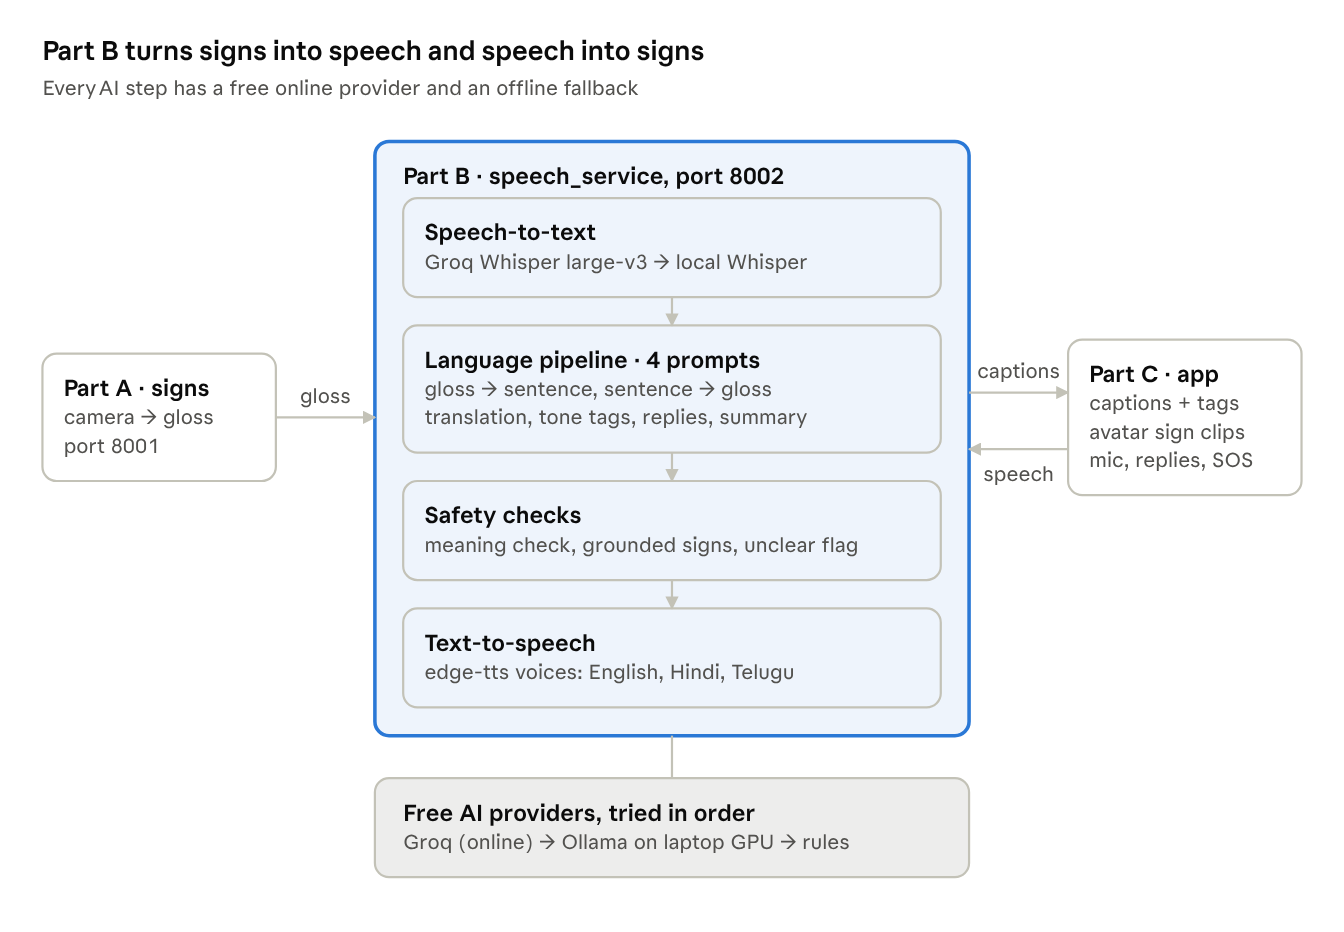 Part B turns signs into speech and speech into signs
Every AI step has a free online provider and an offline fallback
Part B · speech_service, port 8002
Speech-to-text
Groq Whisper large-v3 → local Whisper
Language pipeline · 4 prompts
gloss → sentence, sentence → gloss
translation, tone tags, replies, summary
Safety checks
meaning check, grounded signs, unclear flag
Text-to-speech
edge-tts voices: English, Hindi, Telugu
Part A · signs
camera → gloss
port 8001
gloss
captions
speech
Part C · app
captions + tags
avatar sign clips
mic, replies, SOS
Free AI providers, tried in order
Groq (online) → Ollama on laptop GPU → rules